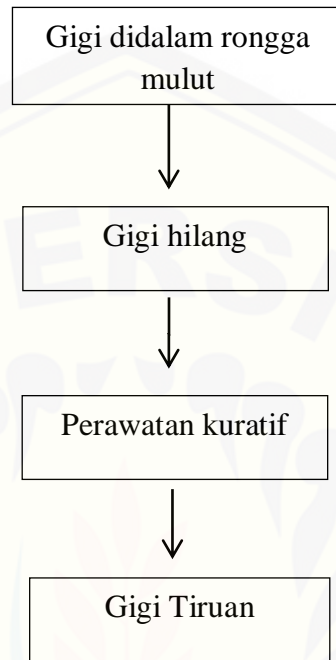 Gigi didalam rongga
mulut
Gigi hilang
Perawatan kuratif
Gigi Tiruan